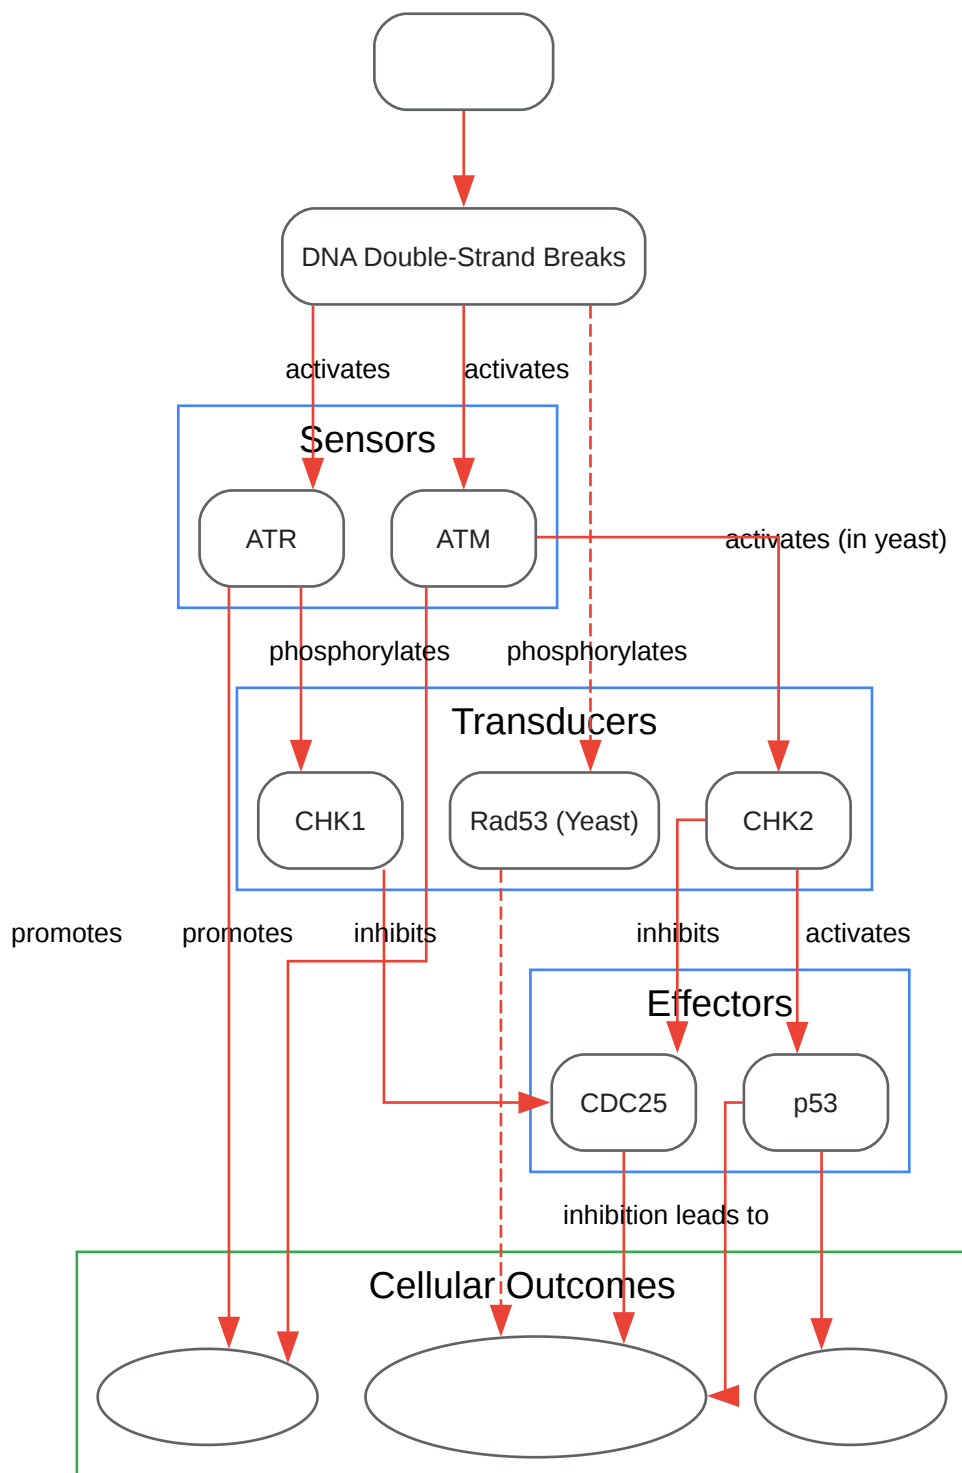 DNA Double-Strand Breaks
activates
activates
Sensors
ATR
ATM
activates (in yeast)
phosphorylates
phosphorylates
Transducers
CHK1
Rad53 (Yeast)
CHK2
promotes
promotes
inhibits
inhibits
activates
Effectors
CDC25
p53
inhibition leads to
Cellular Outcomes